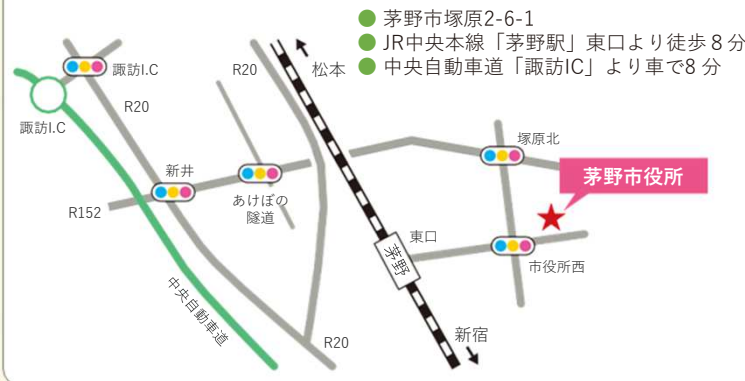 ● 茅野市塚原2-6-1
● JR中央本線「茅野駅」東口より徒歩８分
● 中央自動車道「諏訪IC」より車で8 分
諏訪I.C
諏訪I.C
R20
R20
松本
新井
あけぼの
隧道
R152
塚原北
茅野市役所
東口
茅野
市役所西
中央自動車道
R20
新宿